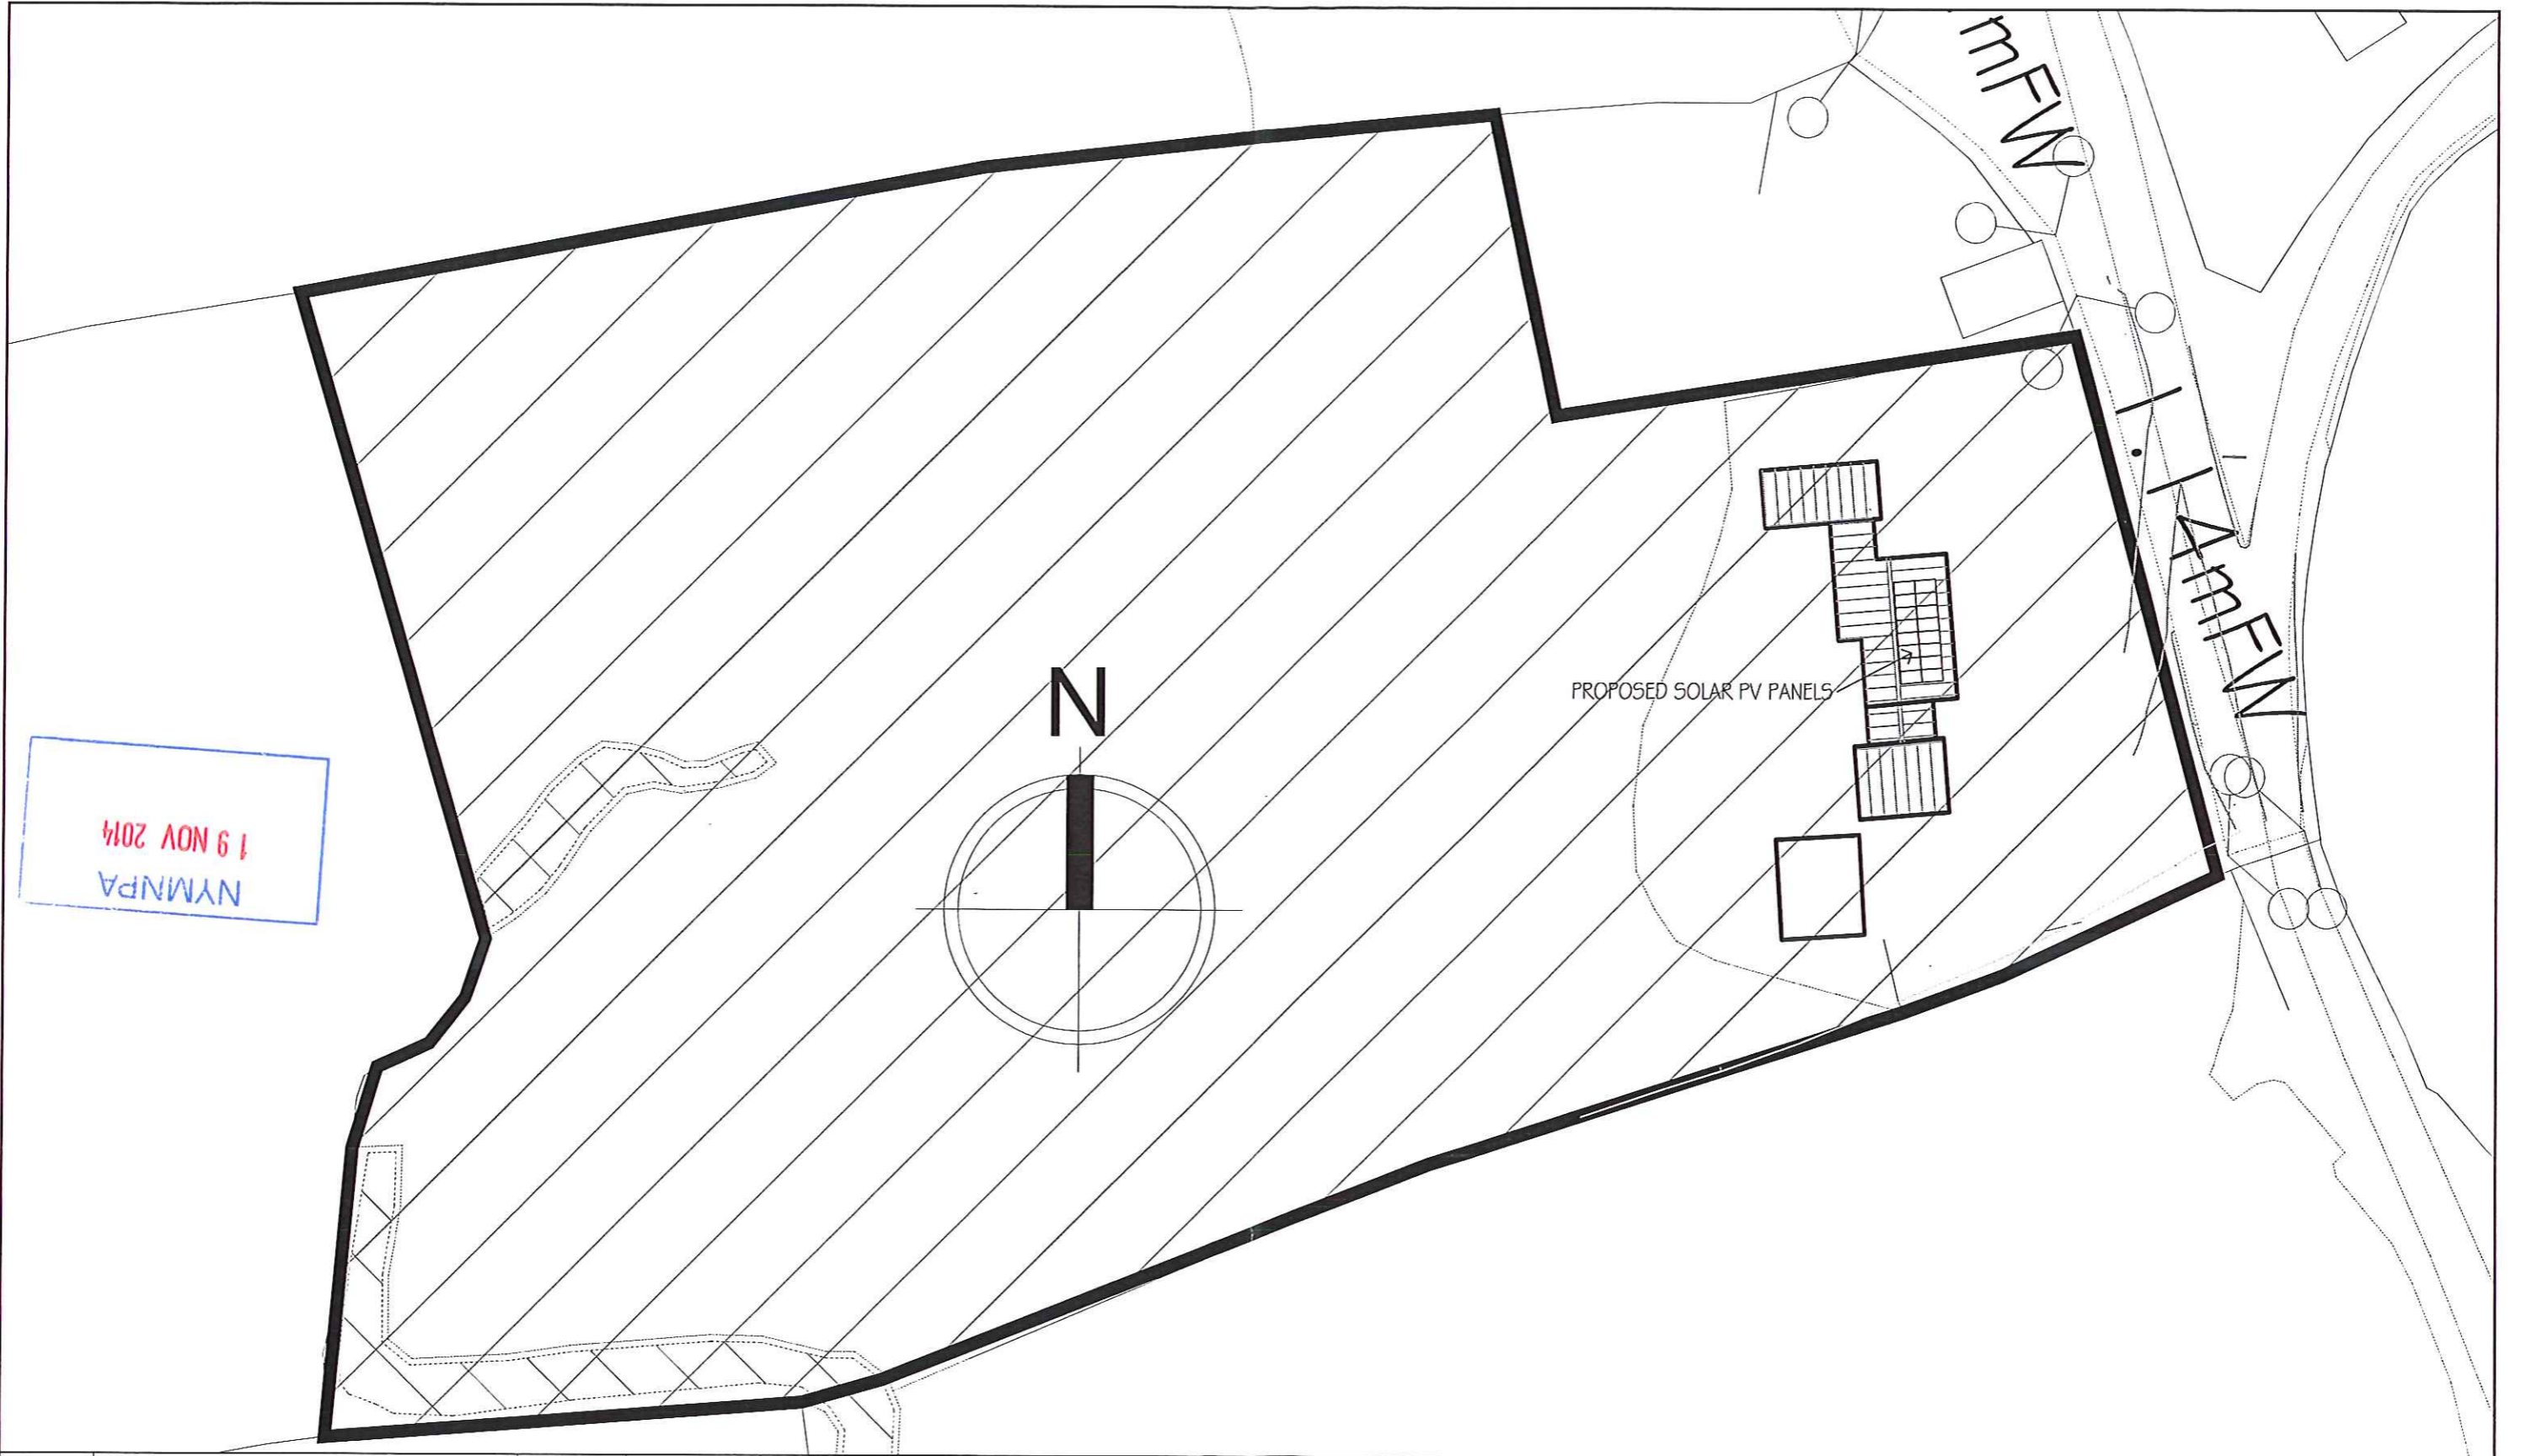 mFW
1.14mFW
N
PROPOSED SOLAR PV PANELS
NYMNPA
19 NOV 2014